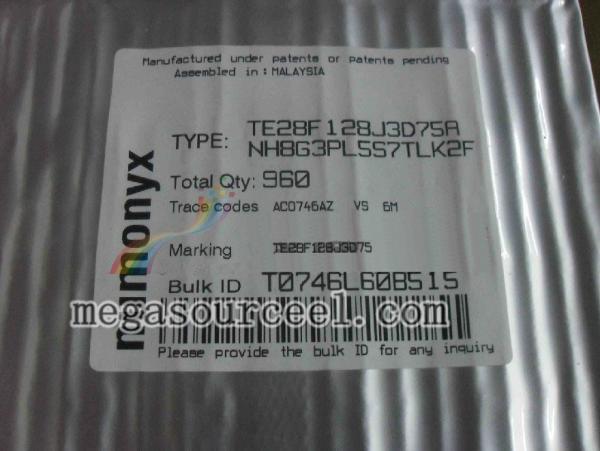 Manufactured under patents or patents pending
Assembled in : MALAYSIA
TYPE: TE28F128J3D75A
NH8G3PL5S7TLK2F
Total Qty: 960
Trace codes AC0746AZ VS 6M
Marking TE28F128J3D75
Bulk ID T0746L60B515
Please provide the bulk ID for any inquiry
numonyx
megasourceel.com